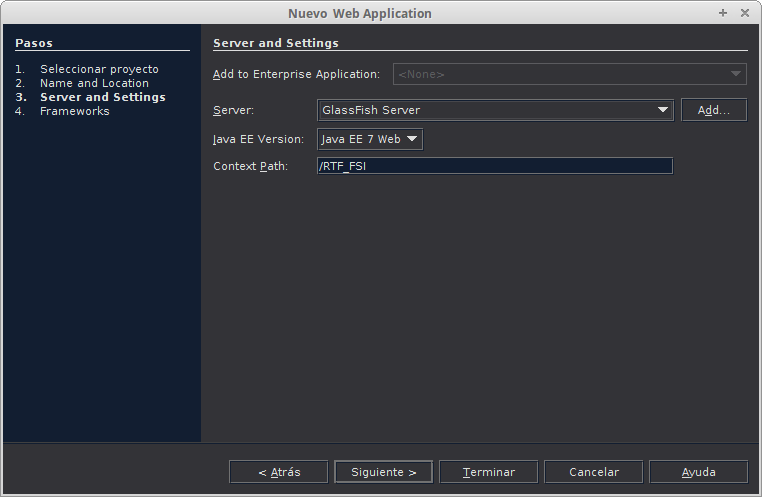 Nuevo Web Application
Pasos
1. Seleccionar proyecto
2. Name and Location
3. Server and Settings
4. Frameworks
Server and Settings
Add to Enterprise Application: <None>
Server: GlassFish Server Add...
Java EE Version: Java EE 7 Web
Context Path: /RTF_FSI
< Atrás Siguiente > Terminar Cancelar Ayuda